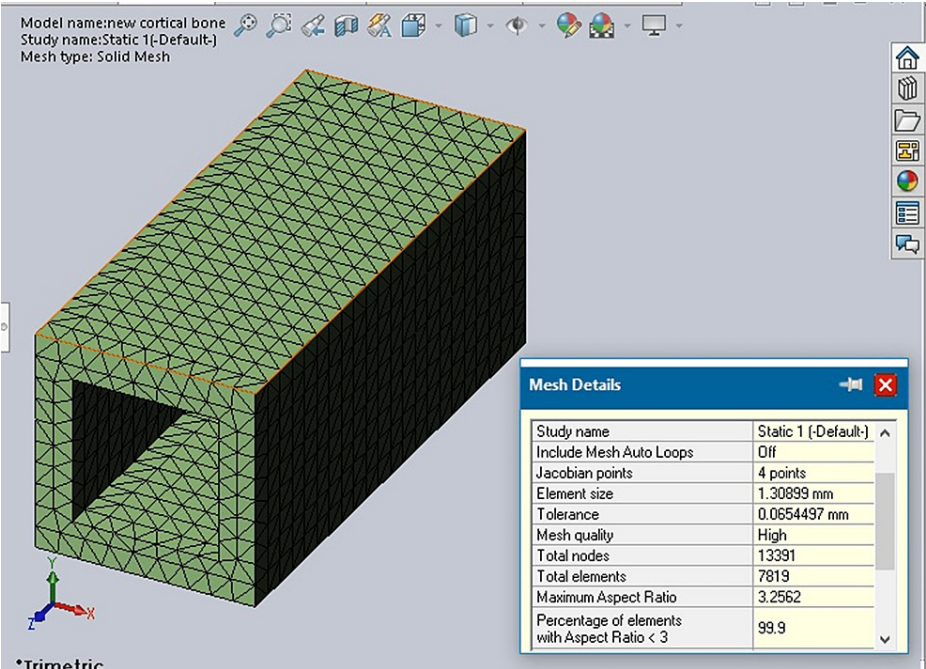 Model name:new cortical bone
Study name:Static 1(-Default-)
Mesh type: Solid Mesh
Mesh Details
Study name Static 1 (-Default-)
Include Mesh Auto Loops Off
Jacobian points 4 points
Element size 1.30899 mm
Tolerance 0.0654497 mm
Mesh quality High
Total nodes 13391
Total elements 7819
Maximum Aspect Ratio 3.2562
Percentage of elements
with Aspect Ratio < 3 99.9
Y
X
Z
*Trimetric